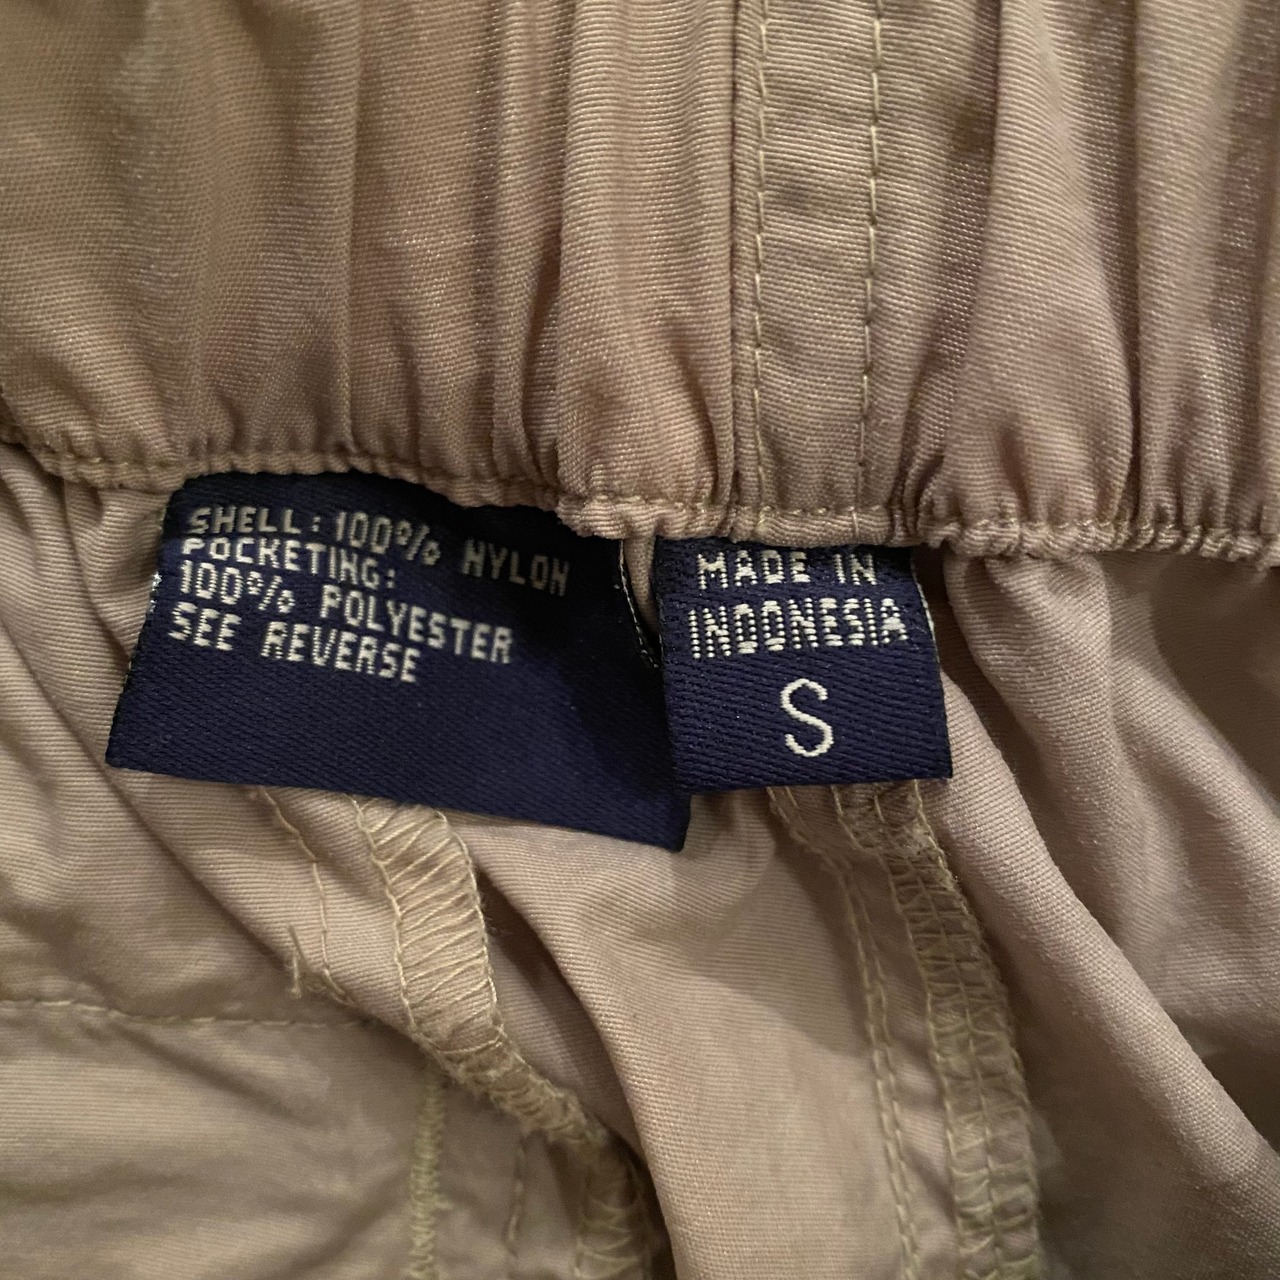 SHELL: 100% NYLON
POCKETING:
100% POLYESTER
SEE REVERSE
MADE IN
INDONESIA
S